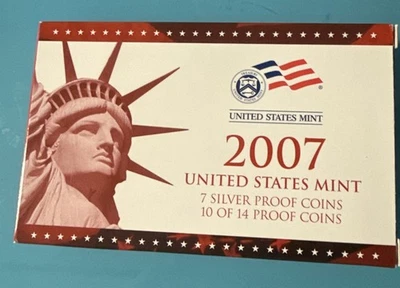 UNITED STATES MINT
2007
UNITED STATES MINT
7 SILVER PROOF COINS
10 OF 14 PROOF COINS